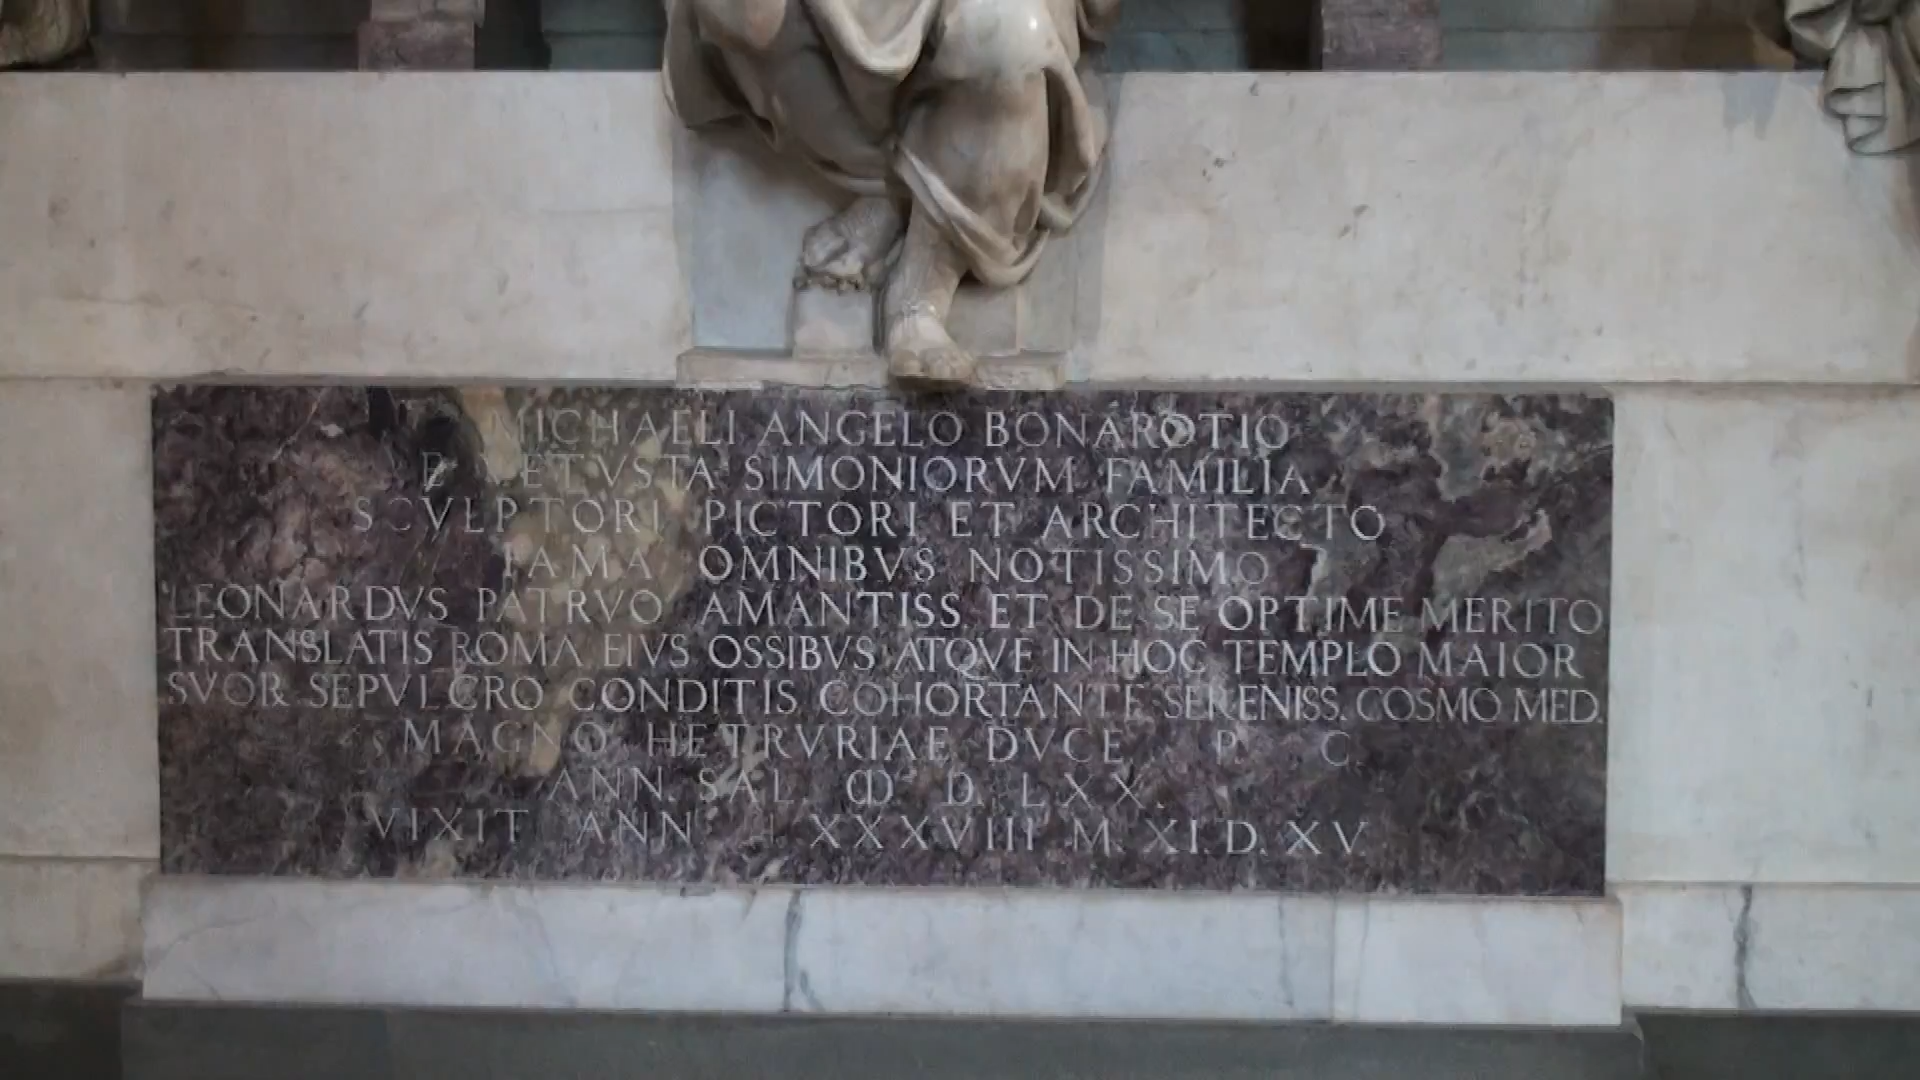 MICHAELI ANGELO BONAROTIO
E VETVSTA SIMONIORVM FAMILIA
SCVLPTORI PICTORI ET ARCHITECTO
FAMA OMNIBVS NOTISSIMO
LEONARDVS PATRVO AMANTISS. ET DE SE OPTIME MERITO
TRANSLATIS ROMA EIVS OSSIBVS ATQVE IN HOC TEMPLO MAIOR
SVOR SEPVLCRO CONDITIS COHORTANTE SERENISS. COSMO MED.
MAGNO HETRVRIAE DVCE P. C.
ANN. SAL. ↀ. D. LXX.
VIXIT ANN. LXXXVIII M. XI. D. XV.